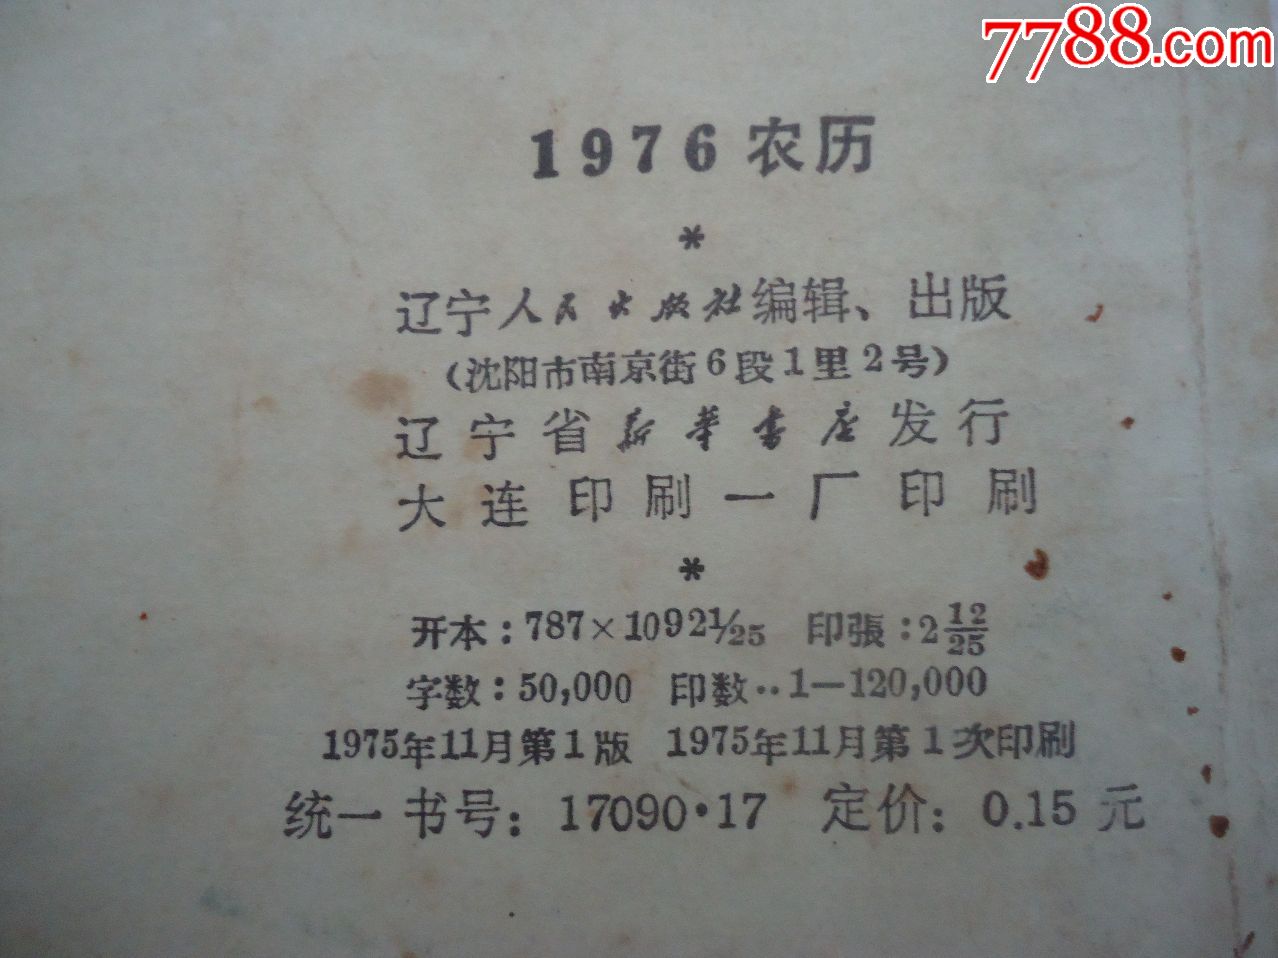 7788.com
1976农历
*
辽宁人民出版社编辑、出版
(沈阳市南京街6段1里2号)
辽宁省新华书店发行
大连印刷一厂印刷
*
开本:787×1092 1/25 印張:2 12/25
字数:50,000 印数··1—120,000
1975年11月第1版 1975年11月第1次印刷
统一书号:17090·17 定价:0.15元